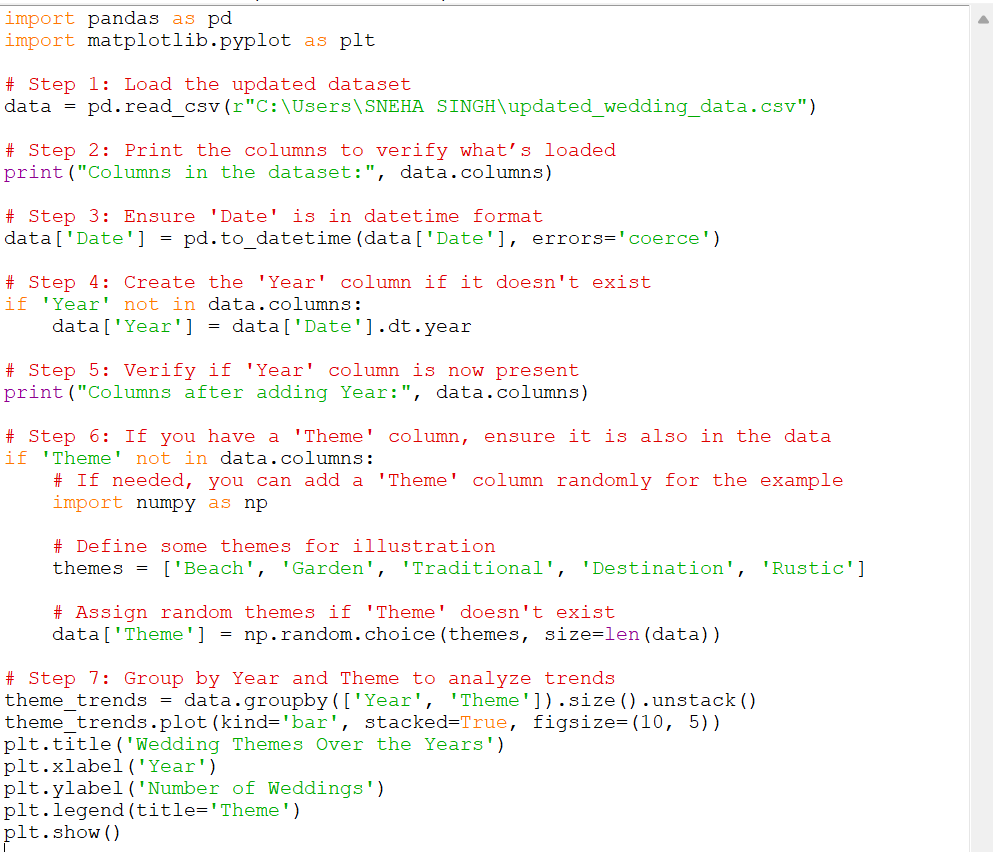 import pandas as pd
import matplotlib.pyplot as plt

# Step 1: Load the updated dataset
data = pd.read_csv(r"C:\Users\SNEHA SINGH\updated_wedding_data.csv")

# Step 2: Print the columns to verify what’s loaded
print("Columns in the dataset:", data.columns)

# Step 3: Ensure 'Date' is in datetime format
data['Date'] = pd.to_datetime(data['Date'], errors='coerce')

# Step 4: Create the 'Year' column if it doesn't exist
if 'Year' not in data.columns:
    data['Year'] = data['Date'].dt.year

# Step 5: Verify if 'Year' column is now present
print("Columns after adding Year:", data.columns)

# Step 6: If you have a 'Theme' column, ensure it is also in the data
if 'Theme' not in data.columns:
    # If needed, you can add a 'Theme' column randomly for the example
    import numpy as np

    # Define some themes for illustration
    themes = ['Beach', 'Garden', 'Traditional', 'Destination', 'Rustic']

    # Assign random themes if 'Theme' doesn't exist
    data['Theme'] = np.random.choice(themes, size=len(data))

# Step 7: Group by Year and Theme to analyze trends
theme_trends = data.groupby(['Year', 'Theme']).size().unstack()
theme_trends.plot(kind='bar', stacked=True, figsize=(10, 5))
plt.title('Wedding Themes Over the Years')
plt.xlabel('Year')
plt.ylabel('Number of Weddings')
plt.legend(title='Theme')
plt.show()